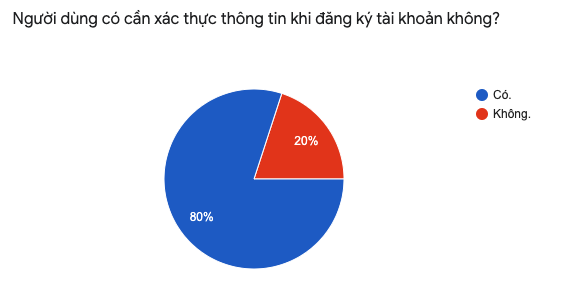 Người dùng có cần xác thực thông tin khi đăng ký tài khoản không?
Có.
Không.
20%
80%